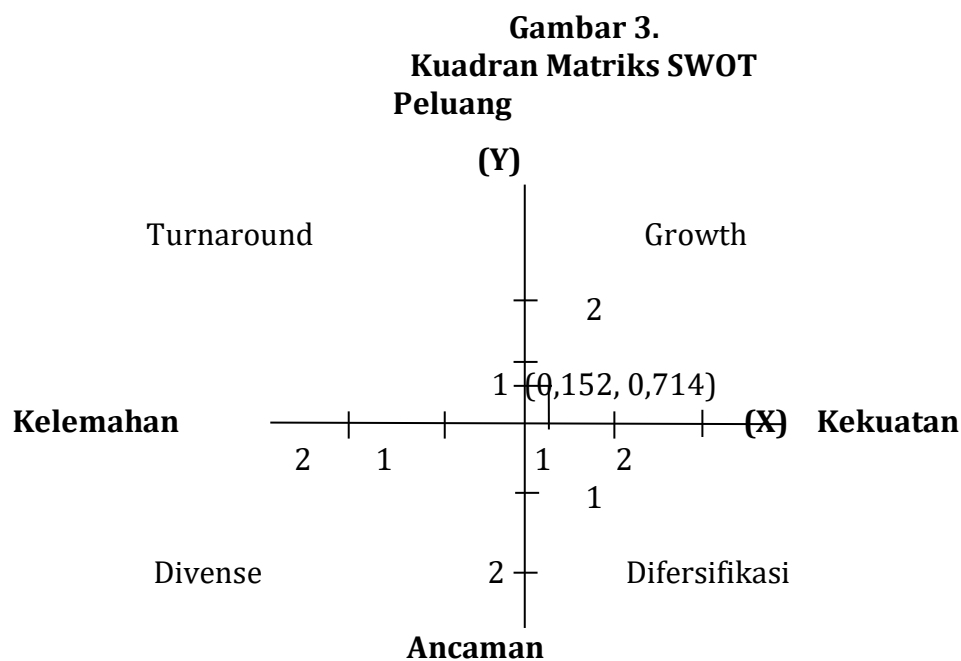 Gambar 3.
Kuadran Matriks SWOT
Peluang
(Y)
Turnaround Growth
2
1 (0,152, 0,714)
Kelemahan (X) Kekuatan
2 1 1 2
1
Divense 2 Difersifikasi
Ancaman